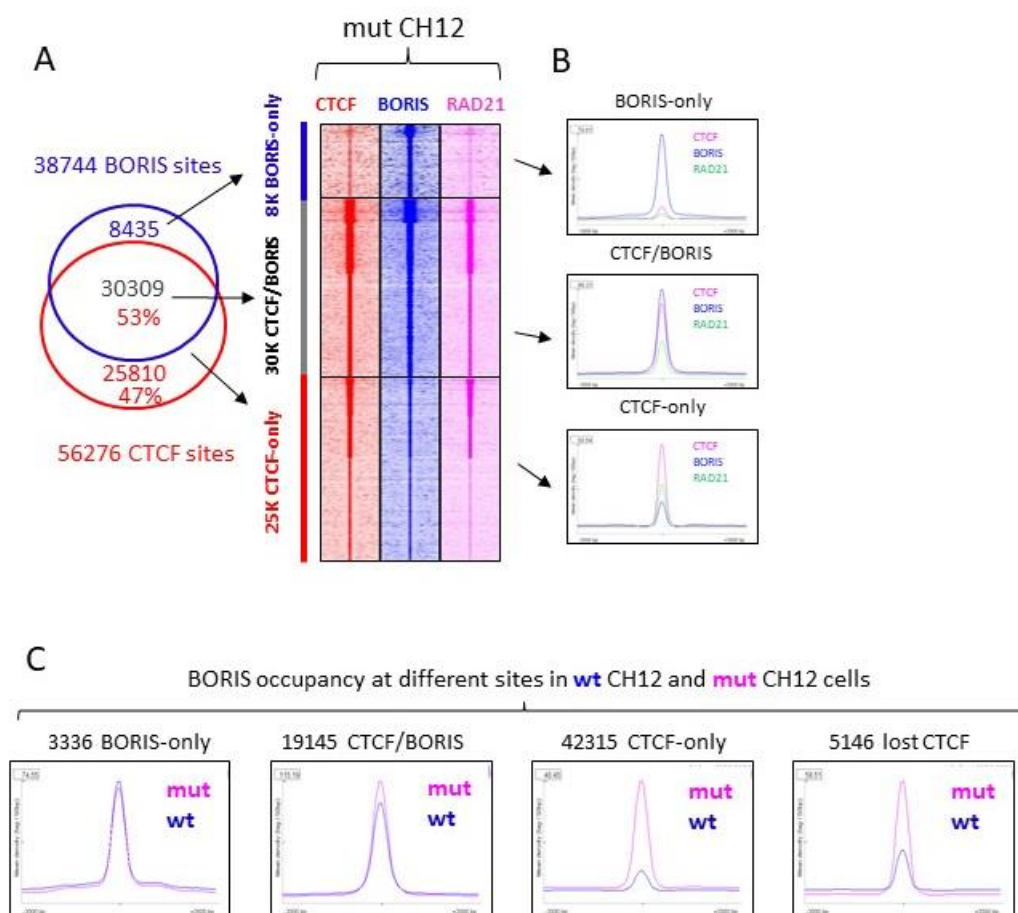 mut CH12
A
B
CTCF BORIS RAD21
38744 BORIS sites
8435
30309
53%
25810
47%
56276 CTCF sites
8K BORIS-only
30K CTCF/BORIS
25K CTCF-only
BORIS-only
CTCF
BORIS
RAD21
CTCF/BORIS
CTCF
BORIS
RAD21
CTCF-only
CTCF
BORIS
RAD21
C
BORIS occupancy at different sites in wt CH12 and mut CH12 cells
3336 BORIS-only
74.55
mut
wt
19145 CTCF/BORIS
mut
wt
42315 CTCF-only
mut
wt
5146 lost CTCF
mut
wt